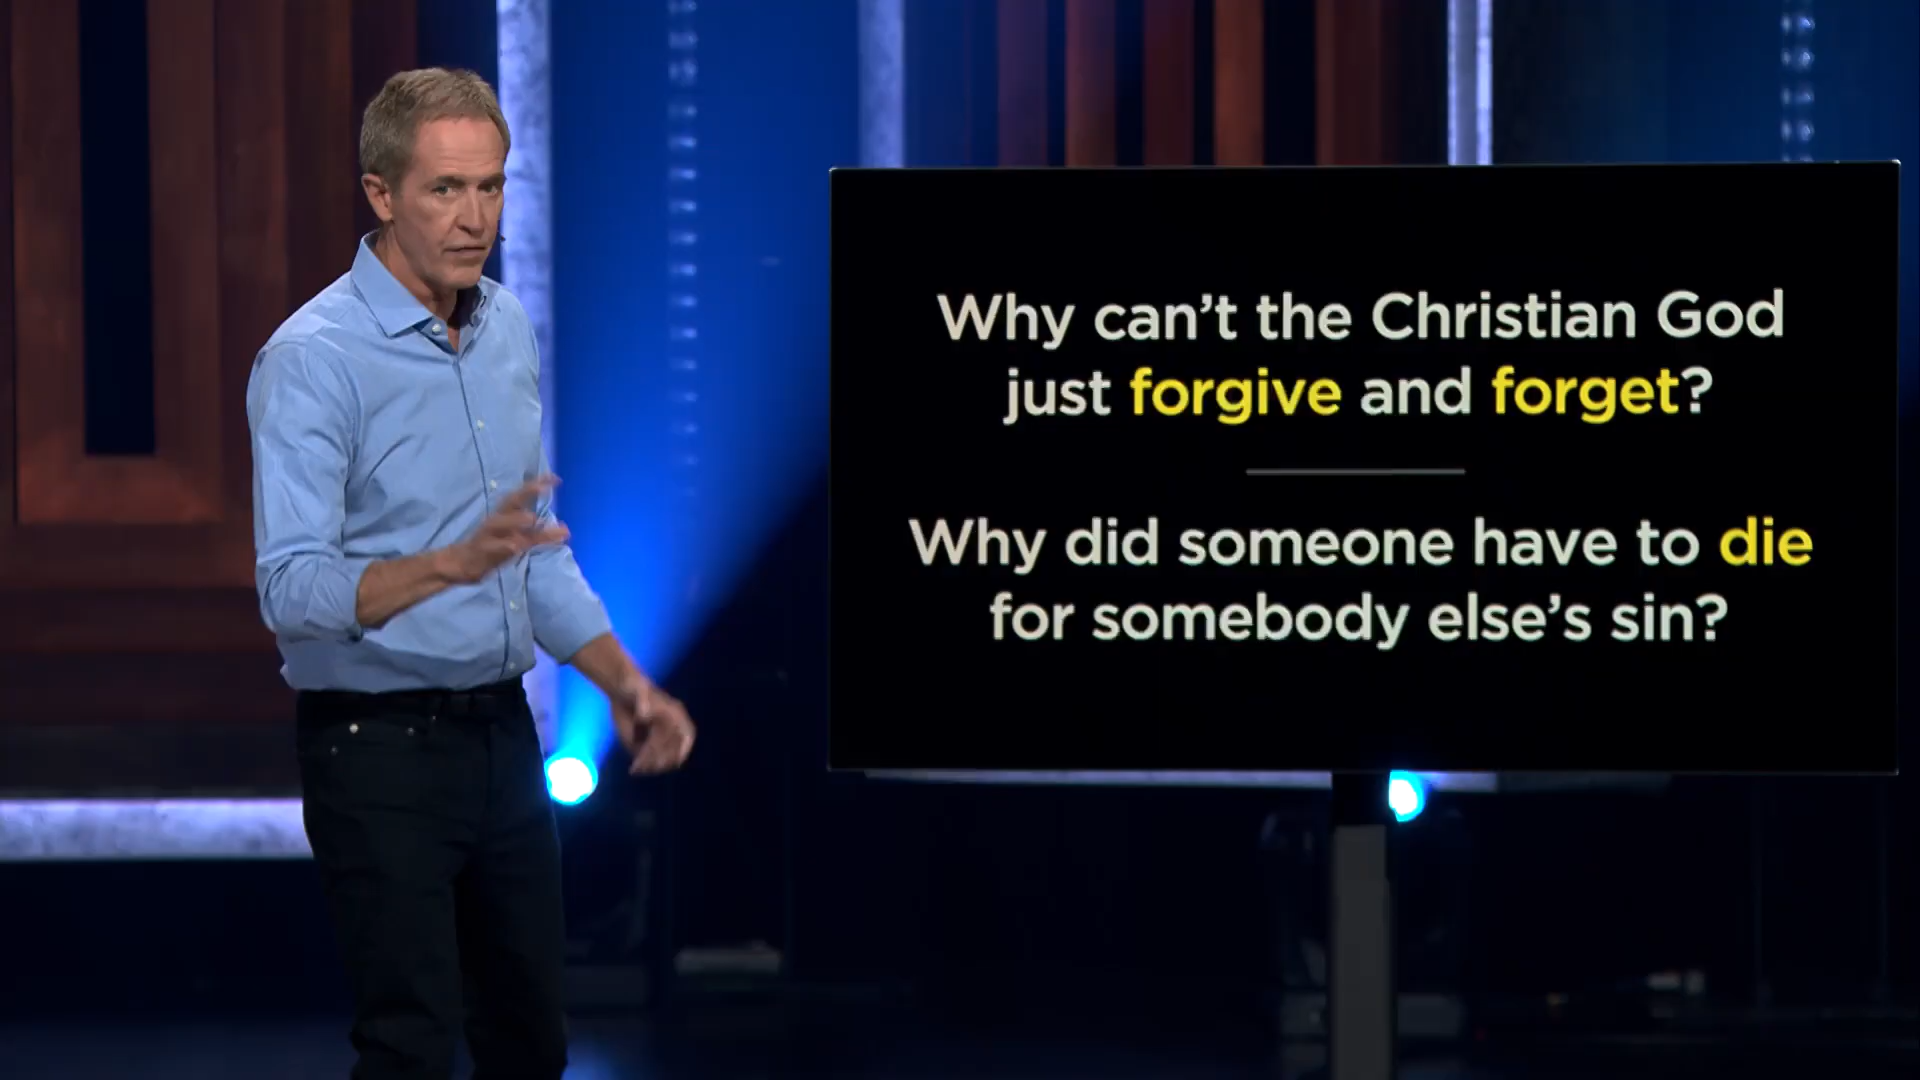 Why can't the Christian God
just forgive and forget?
Why did someone have to die
for somebody else's sin?